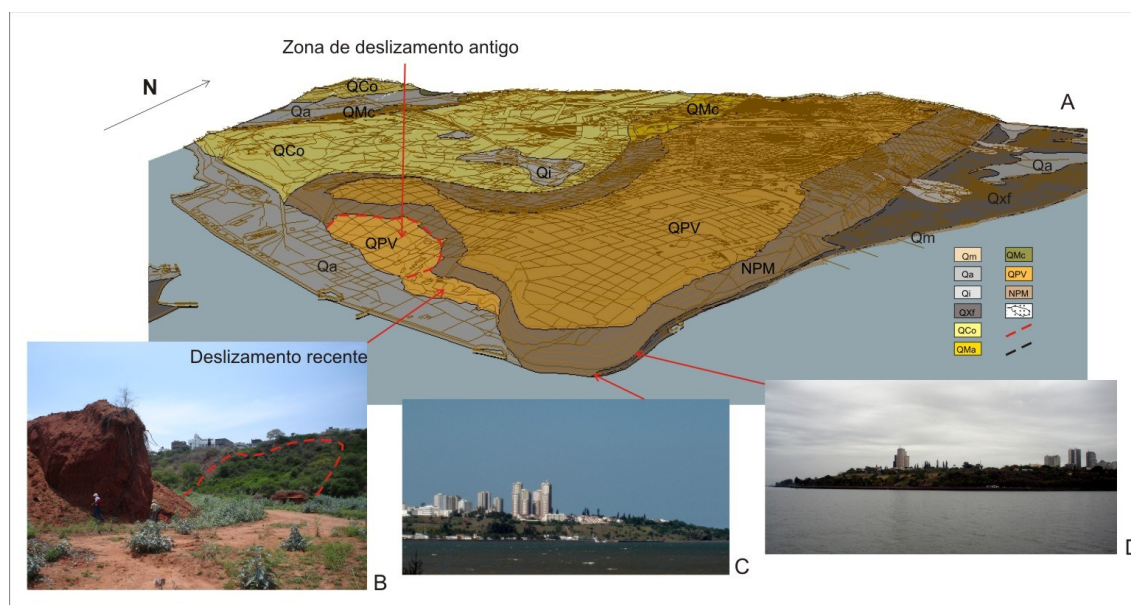 Zona de deslizamento antigo
N
A
QCo
Qa
QMc
QCo
QMc
Qi
Qa
Qxf
QPV
QPV
Qm
Qa
NPM
Qm
QMc
Qa
QPV
Qi
NPM
QXf
QCo
QMa
Deslizamento recente
B
C
D